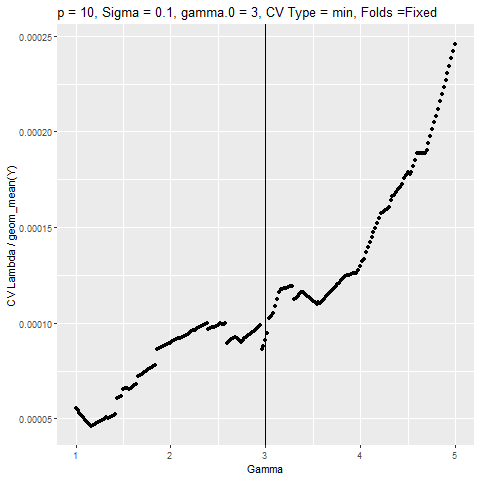 p = 10, Sigma = 0.1, gamma.0 = 3, CV Type = min, Folds =Fixed
CV Lambda / geom_mean(Y)
0.00025
0.00020
0.00015
0.00010
0.00005
1 2 3 4 5
Gamma